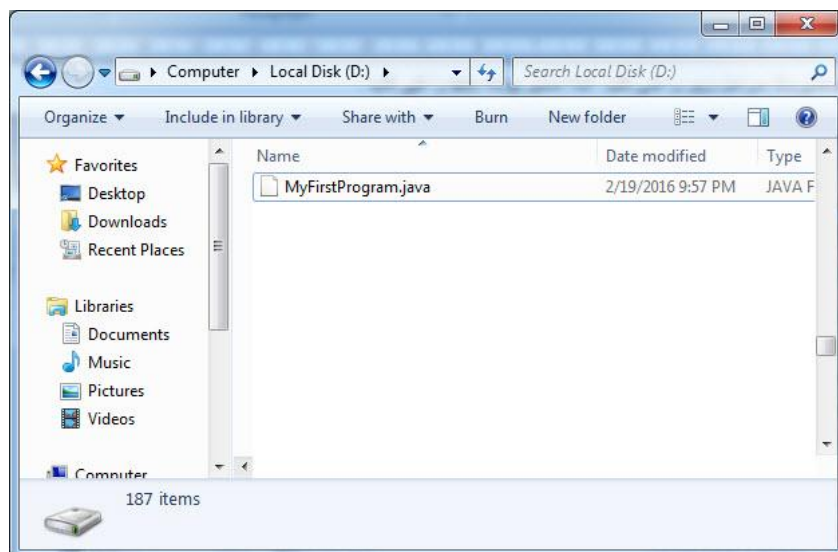 Computer Local Disk (D:) Search Local Disk (D:)
Organize Include in library Share with Burn New folder
Favorites
Desktop
Downloads
Recent Places
Libraries
Documents
Music
Pictures
Videos
Computer
Name Date modified Type
MyFirstProgram.java 2/19/2016 9:57 PM JAVA F
187 items